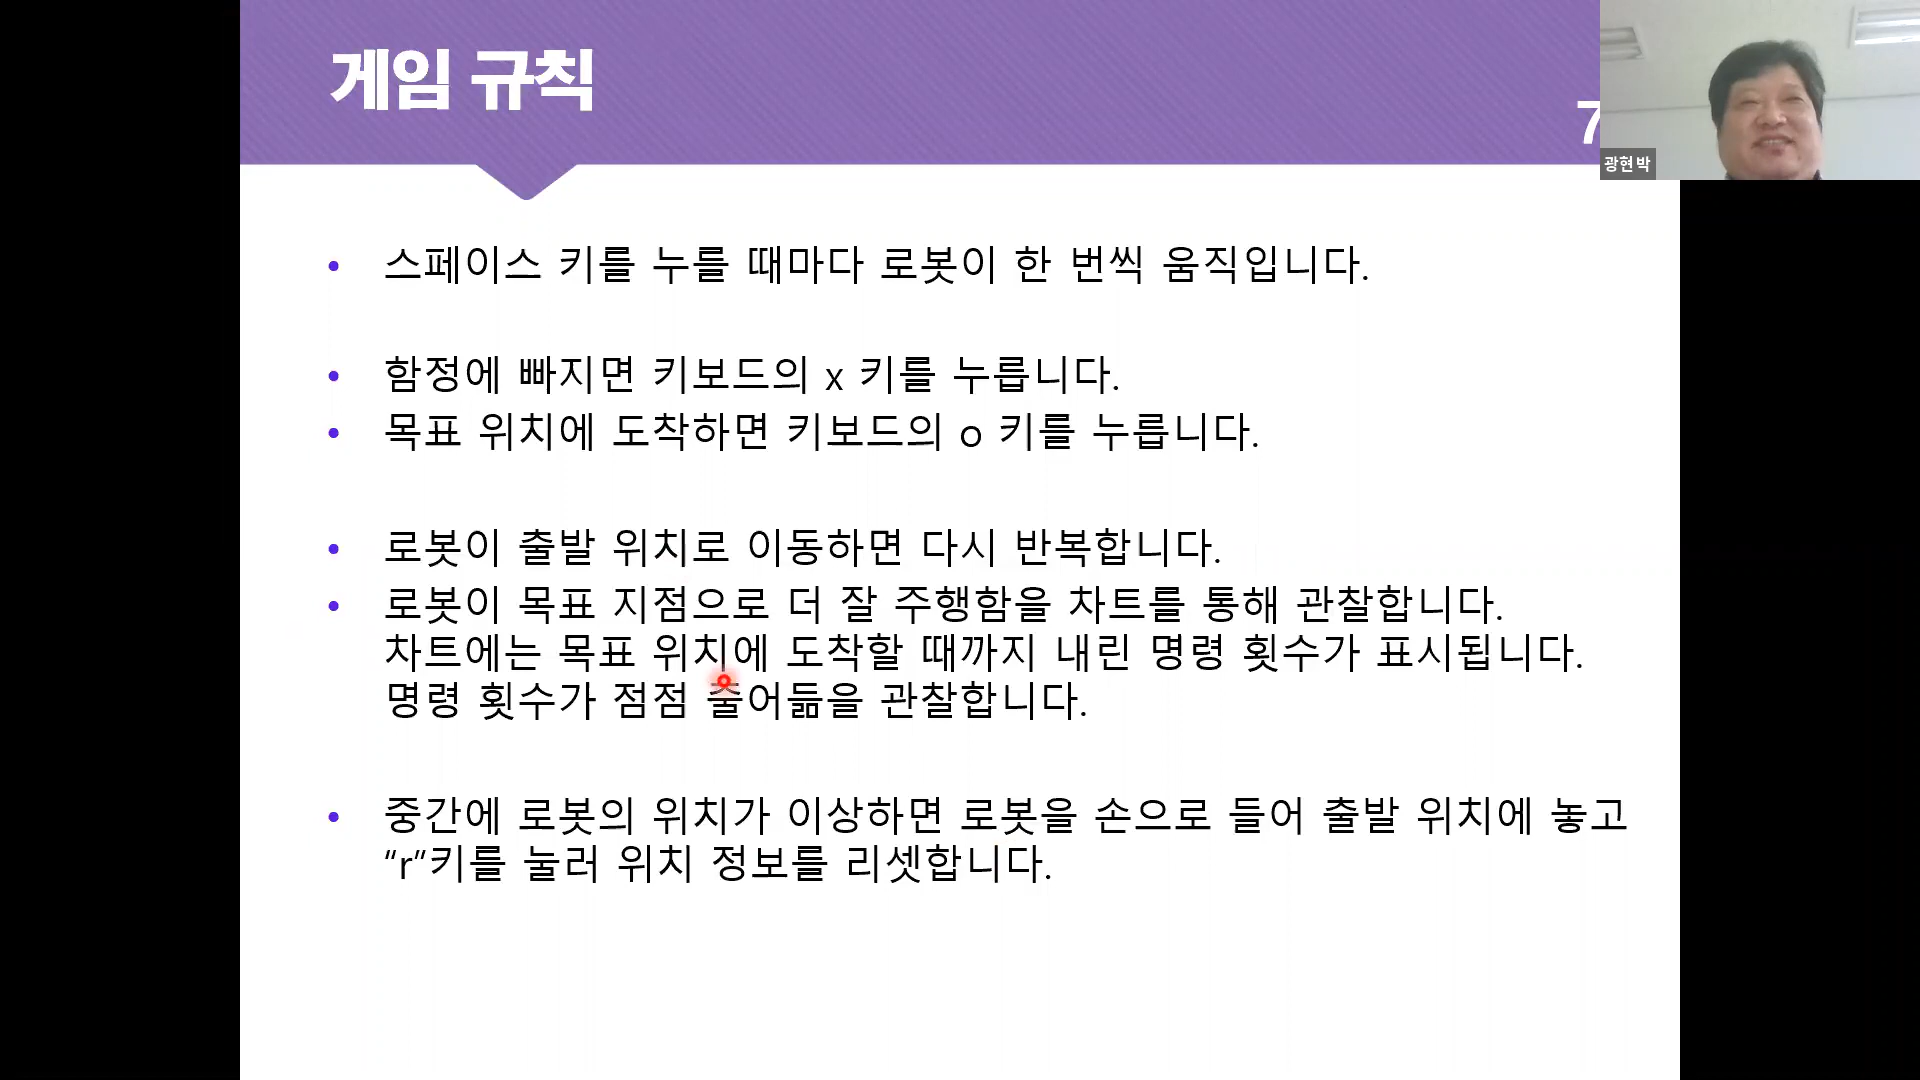 게임 규칙
7
광현 박
• 스페이스 키를 누를 때마다 로봇이 한 번씩 움직입니다.
• 함정에 빠지면 키보드의 x 키를 누릅니다.
• 목표 위치에 도착하면 키보드의 o 키를 누릅니다.
• 로봇이 출발 위치로 이동하면 다시 반복합니다.
• 로봇이 목표 지점으로 더 잘 주행함을 차트를 통해 관찰합니다.
차트에는 목표 위치에 도착할 때까지 내린 명령 횟수가 표시됩니다.
명령 횟수가 점점 줄어듦을 관찰합니다.
• 중간에 로봇의 위치가 이상하면 로봇을 손으로 들어 출발 위치에 놓고
“r”키를 눌러 위치 정보를 리셋합니다.